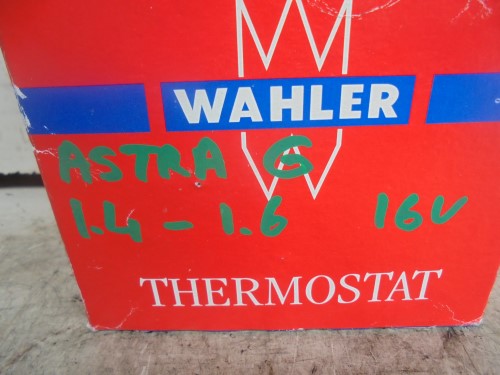 WAHLER
ASTRA G
1.4 - 1.6 16V
THERMOSTAT